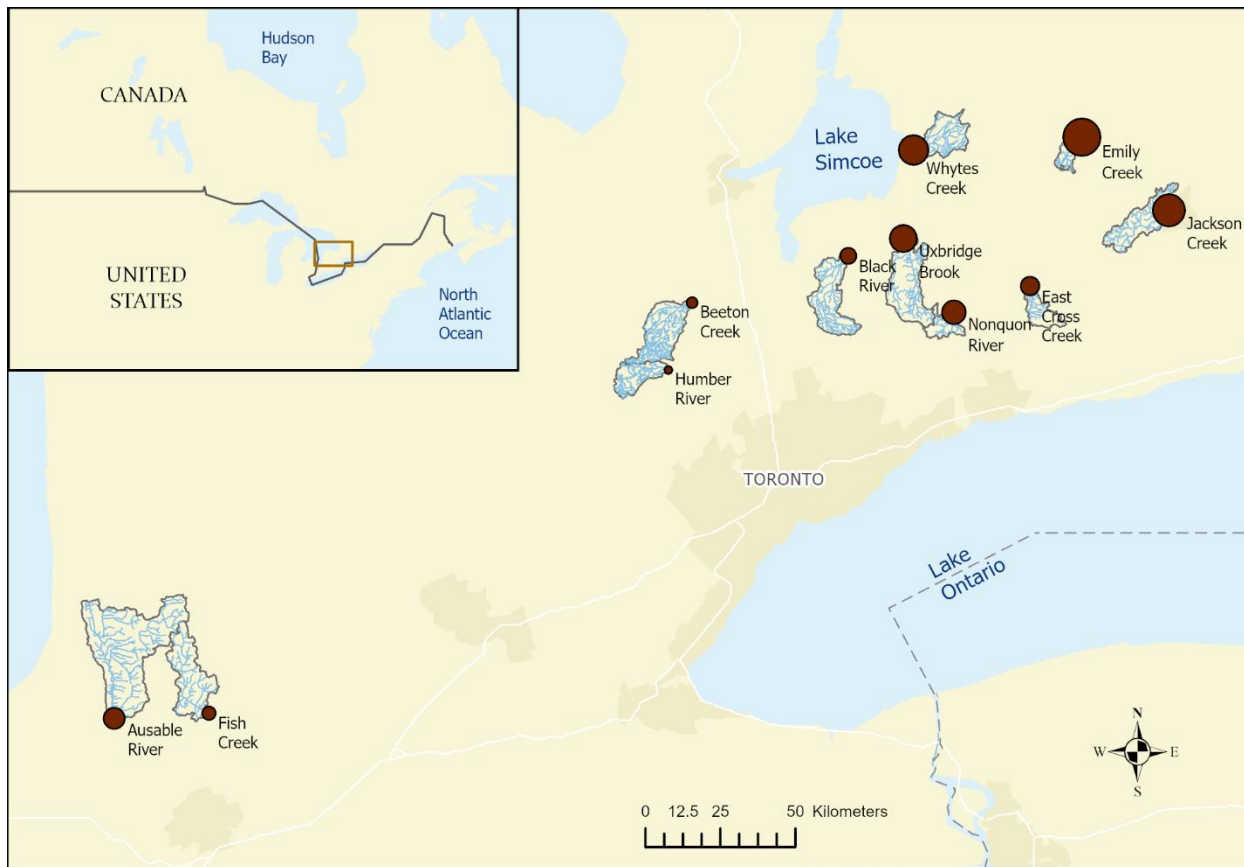 Hudson
Bay
CANADA
UNITED
STATES
North
Atlantic
Ocean
Lake
Simcoe
Whytes
Creek
Emily
Creek
Jackson
Creek
Uxbridge
Brook
Black
River
East
Cross
Creek
Nonquon
River
Beeton
Creek
Humber
River
TORONTO
Lake
Ontario
Ausable
River
Fish
Creek
N
W E
S
0 12.5 25 50 Kilometers